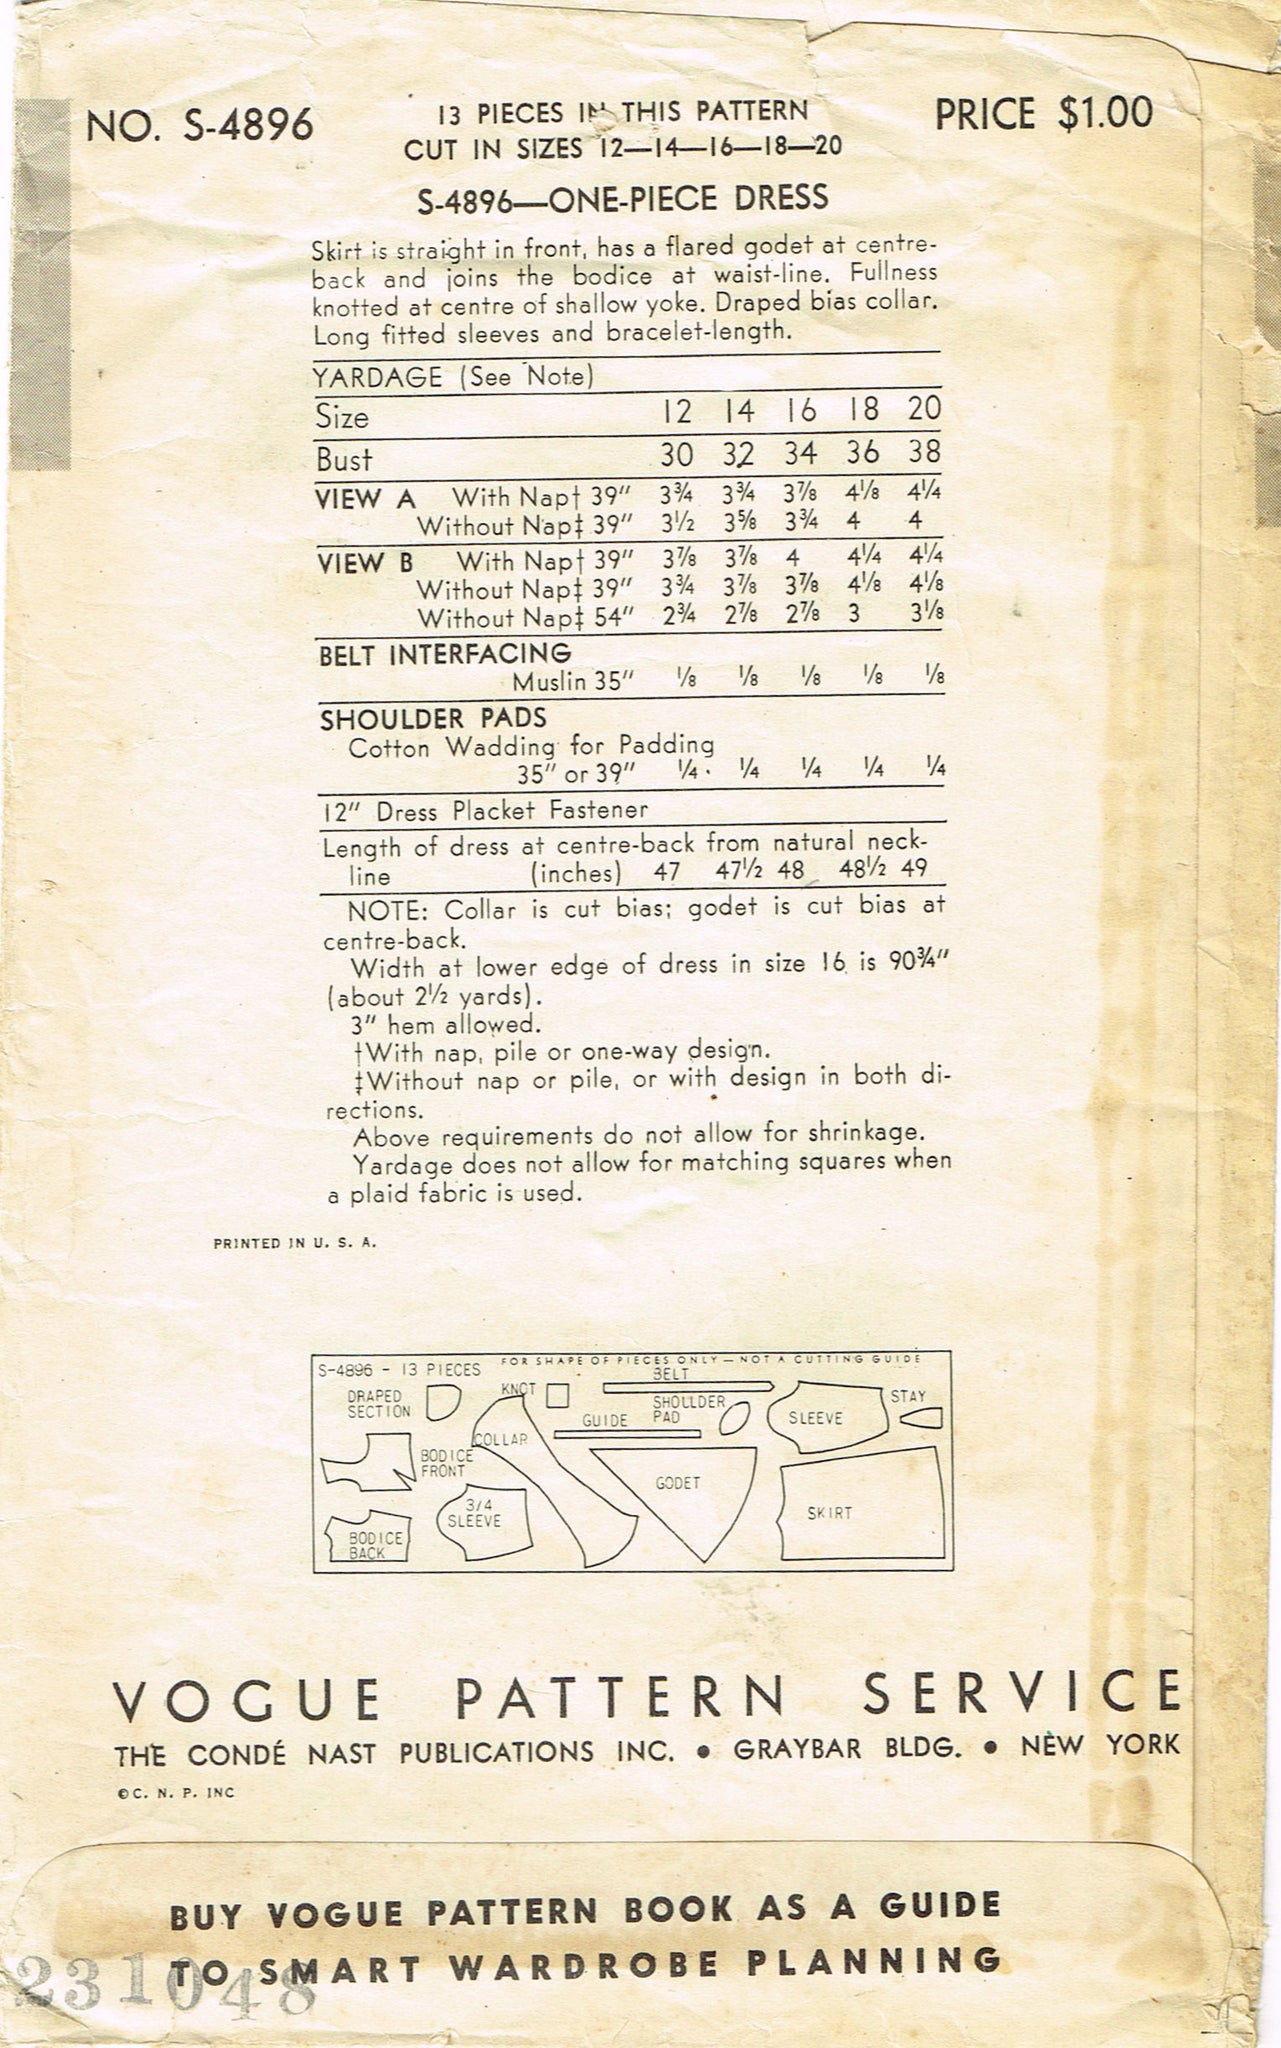 NO. S-4896
13 PIECES IN THIS PATTERN
PRICE $1.00
CUT IN SIZES 12—14—16—18—20
S-4896—ONE-PIECE DRESS
Skirt is straight in front, has a flared godet at centre-
back and joins the bodice at waist-line. Fullness
knotted at centre of shallow yoke. Draped bias collar.
Long fitted sleeves and bracelet-length.
YARDAGE (See Note)
Size 12 14 16 18 20
Bust 30 32 34 36 38
VIEW A With Nap† 39" 3¾ 3¾ 3⅞ 4⅛ 4¼
Without Nap‡ 39" 3½ 3⅝ 3¾ 4 4
VIEW B With Nap† 39" 3⅞ 3⅞ 4 4¼ 4¼
Without Nap‡ 39" 3¾ 3⅞ 3⅞ 4⅛ 4⅛
Without Nap‡ 54" 2¾ 2⅞ 2⅞ 3 3⅛
BELT INTERFACING
Muslin 35" ⅛ ⅛ ⅛ ⅛ ⅛
SHOULDER PADS
Cotton Wadding for Padding
35" or 39" ¼ ¼ ¼ ¼ ¼
12" Dress Placket Fastener
Length of dress at centre-back from natural neck-
line (inches) 47 47½ 48 48½ 49
NOTE: Collar is cut bias; godet is cut bias at
centre-back.
Width at lower edge of dress in size 16 is 90¾"
(about 2½ yards).
3" hem allowed.
†With nap, pile or one-way design.
‡Without nap or pile, or with design in both di-
rections.
Above requirements do not allow for shrinkage.
Yardage does not allow for matching squares when
a plaid fabric is used.
PRINTED IN U. S. A.
S-4896 - 13 PIECES
FOR SHAPE OF PIECES ONLY — NOT A CUTTING GUIDE
DRAPED
SECTION
KNOT
BELT
SHOULDER
PAD
GUIDE
SLEEVE
STAY
COLLAR
BODICE
FRONT
GODET
3/4
SLEEVE
SKIRT
BODICE
BACK
VOGUE PATTERN SERVICE
THE CONDÉ NAST PUBLICATIONS INC. • GRAYBAR BLDG. • NEW YORK
© C. N. P. INC
BUY VOGUE PATTERN BOOK AS A GUIDE
TO SMART WARDROBE PLANNING
231048